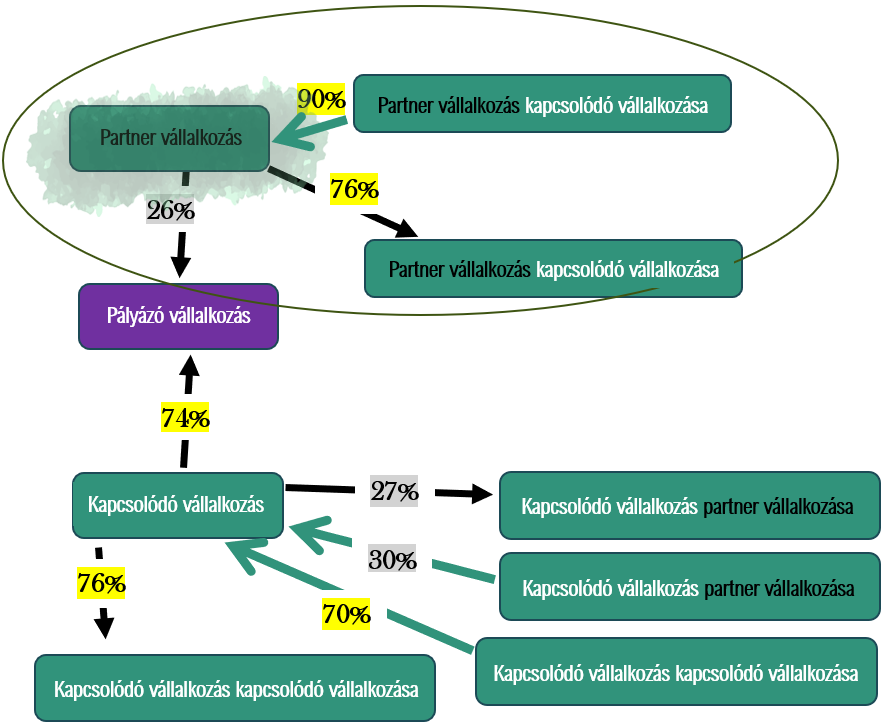 90%
Partner vállalkozás kapcsolódó vállalkozása
Partner vállalkozás
76%
26%
Partner vállalkozás kapcsolódó vállalkozása
Pályázó vállalkozás
74%
Kapcsolódó vállalkozás
27%
Kapcsolódó vállalkozás partner vállalkozása
30%
Kapcsolódó vállalkozás partner vállalkozása
76%
70%
Kapcsolódó vállalkozás kapcsolódó vállalkozása
Kapcsolódó vállalkozás kapcsolódó vállalkozása